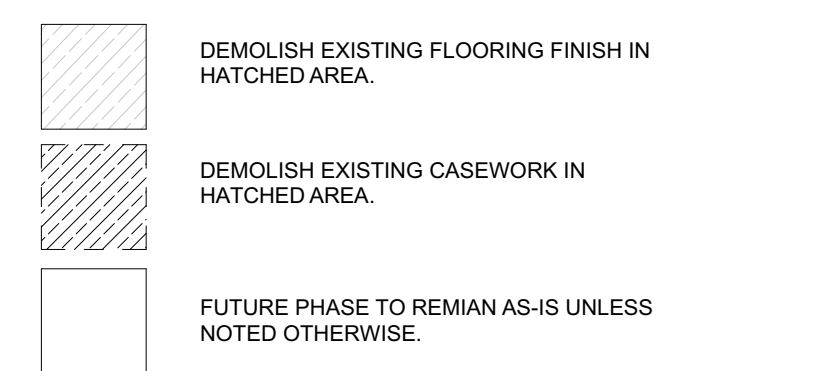 DEMOLISH EXISTING FLOORING FINISH IN
HATCHED AREA.
DEMOLISH EXISTING CASEWORK IN
HATCHED AREA.
FUTURE PHASE TO REMIAN AS-IS UNLESS
NOTED OTHERWISE.